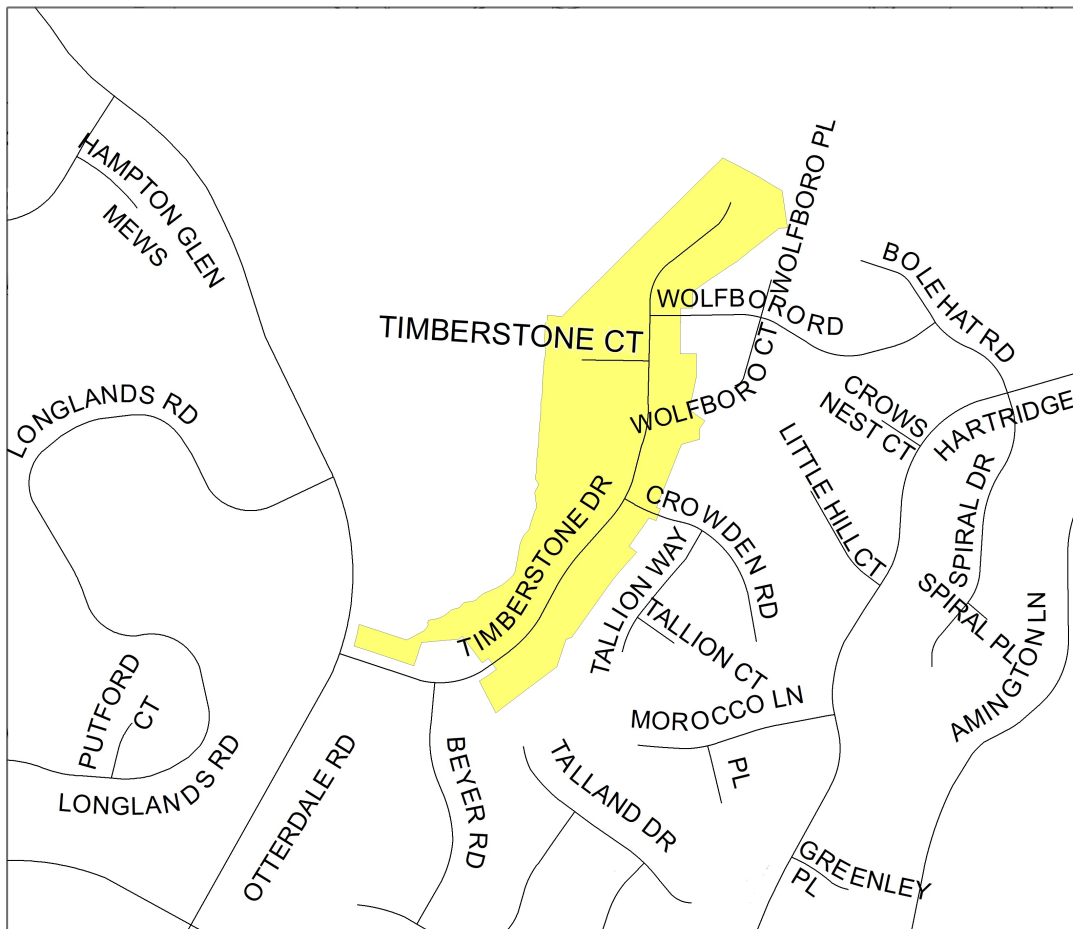 HAMPTON GLEN
MEWS
WOLFBORO PL
BOLE HAT RD
WOLFBORO RD
TIMBERSTONE CT
WOLFBORO CT
LONGLANDS RD
CROWS
NEST CT
HARTRIDGE
LITTLE HILL CT
SPIRAL DR
TIMBERSTONE DR
CROWDEN RD
TALLION WAY
SPIRAL PL
TALLION CT
AMINGTON LN
PUTFORD
CT
MOROCCO LN
PL
LONGLANDS RD
OTTERDALE RD
BEYER RD
TALLAND DR
GREENLEY
PL